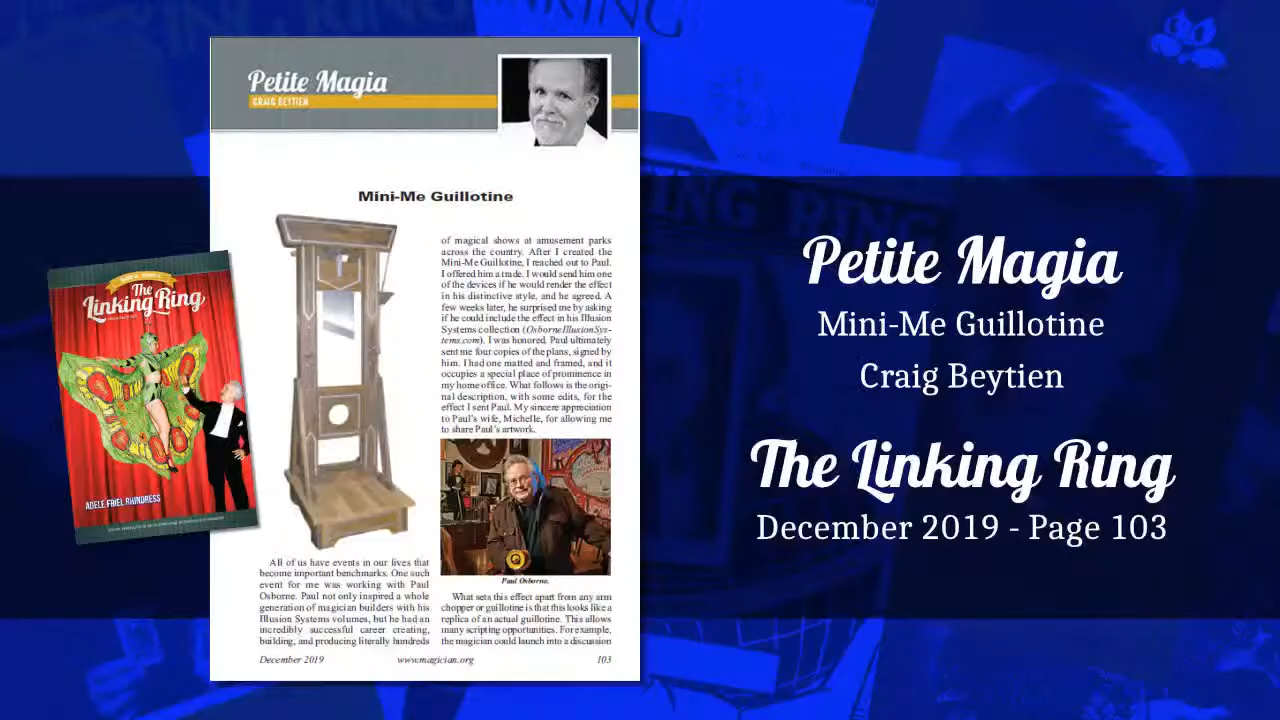 Petite Magia
CRAIG BEYTIEN
Mini-Me Guillotine
of magical shows at amusement parks
across the country. After I created the
Mini-Me Guillotine, I reached out to Paul.
I offered him a trade. I would send him one
of the devices if he would render the effect
in his distinctive style, and he agreed. A
few weeks later, he surprised me by asking
if he could include the effect in his Illusion
Systems collection (OsborneIllusionSys-
tems.com). I was honored. Paul ultimately
sent me four copies of the plans, signed by
him. I had one matted and framed, and it
occupies a special place of prominence in
my home office. What follows is the origi-
nal description, with some edits, for the
effect I sent Paul. My sincere appreciation
to Paul's wife, Michelle, for allowing me
to share Paul's artwork.
Paul Osborne.
All of us have events in our lives that
become important benchmarks. One such
event for me was working with Paul
Osborne. Paul not only inspired a whole
generation of magician builders with his
Illusion Systems volumes, but he had an
incredibly successful career creating,
building, and producing literally hundreds
What sets this effect apart from any arm
chopper or guillotine is that this looks like a
replica of an actual guillotine. This allows
many scripting opportunities. For example,
the magician could launch into a discussion
December 2019
www.magician.org
103
The
Linking Ring
ADELE FRIEL RHINDRESS
Petite Magia
Mini-Me Guillotine
Craig Beytien
The Linking Ring
December 2019 - Page 103